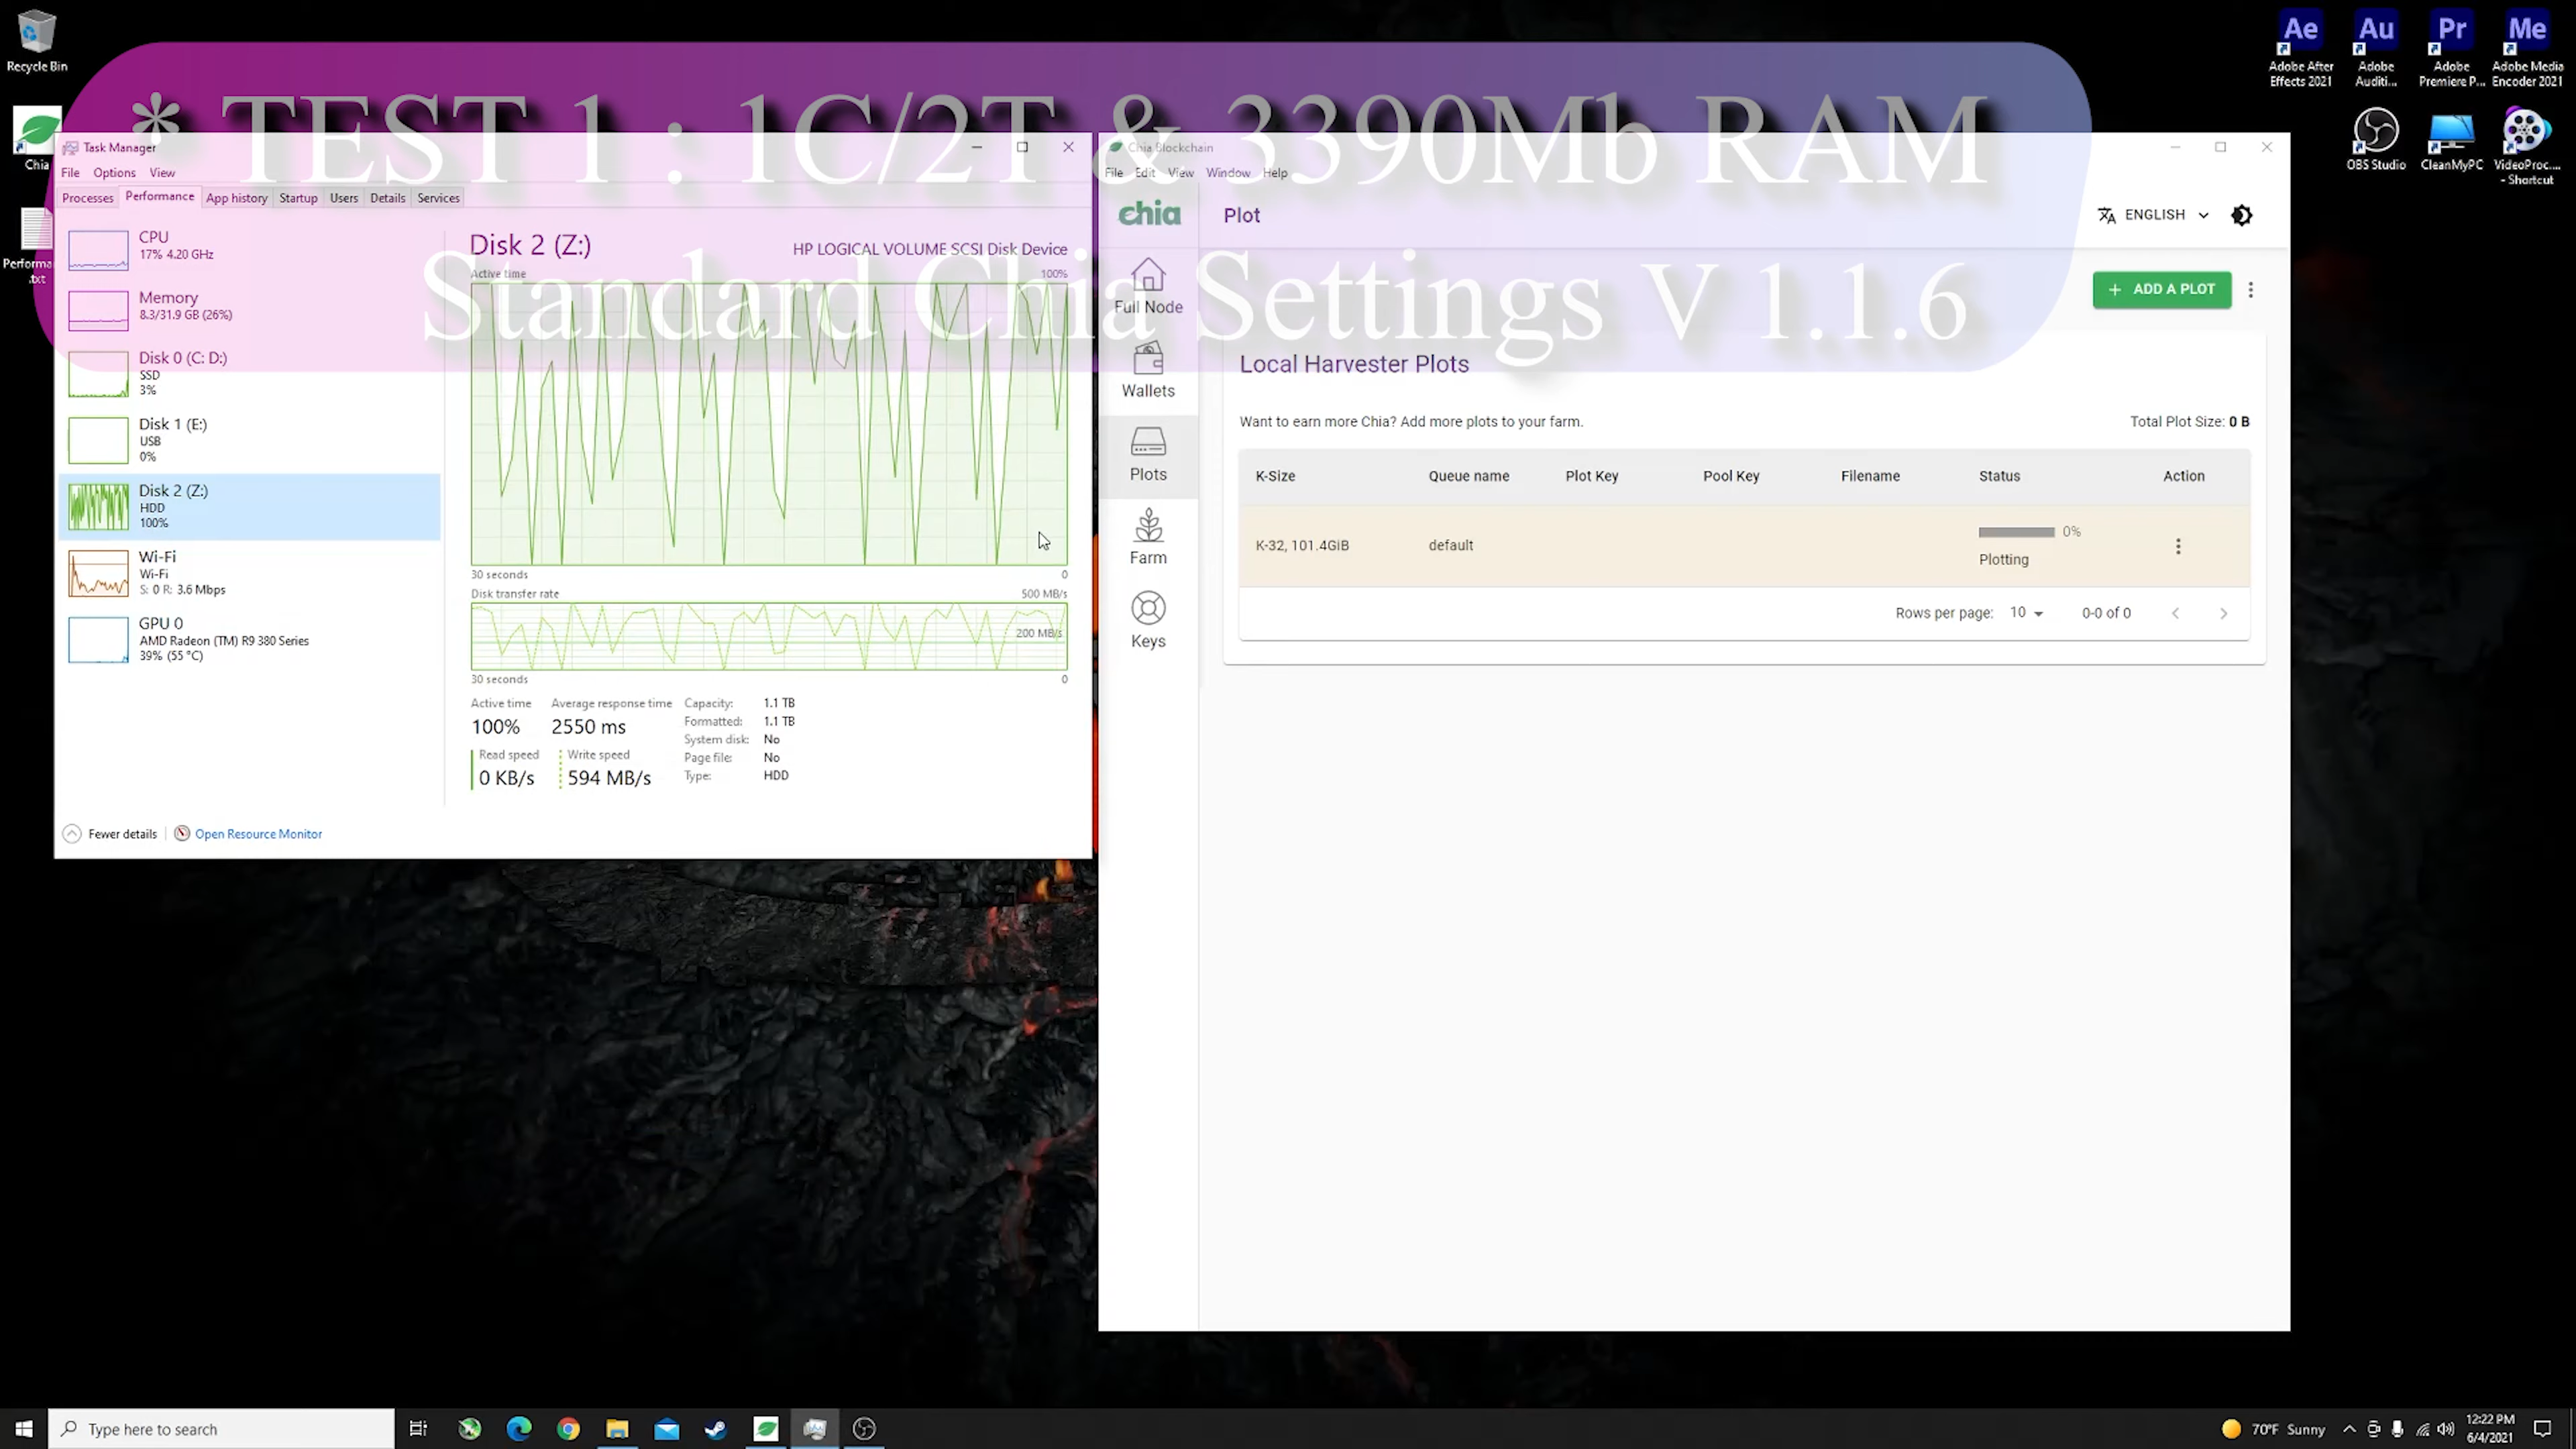 Recycle Bin
Chia
Performa...
.txt
* TEST 1 : 1C/2T & 3390Mb RAM
Standard Chia Settings V 1.1.6
Task Manager
File Options View
Processes Performance App history Startup Users Details Services
CPU
17% 4.20 GHz
Memory
8.3/31.9 GB (26%)
Disk 0 (C: D:)
SSD
3%
Disk 1 (E:)
USB
0%
Disk 2 (Z:)
HDD
100%
Wi-Fi
Wi-Fi
S: 0 R: 3.6 Mbps
GPU 0
AMD Radeon (TM) R9 380 Series
39% (55 °C)
Disk 2 (Z:) HP LOGICAL VOLUME SCSI Disk Device
Active time 100%
30 seconds 0
Disk transfer rate 500 MB/s
200 MB/s
30 seconds 0
Active time Average response time
100% 2550 ms
Read speed Write speed
0 KB/s 594 MB/s
Capacity: 1.1 TB
Formatted: 1.1 TB
System disk: No
Page file: No
Type: HDD
Fewer details Open Resource Monitor
Chia Blockchain
File Edit View Window Help
chia
Full Node
Wallets
Plots
Farm
Keys
Plot ENGLISH
+ ADD A PLOT
Local Harvester Plots
Want to earn more Chia? Add more plots to your farm. Total Plot Size: 0 B
K-Size Queue name Plot Key Pool Key Filename Status Action
K-32, 101.4GiB default 0%
Plotting
Rows per page: 10 0-0 of 0
Ae Au Pr Me
Adobe After
Effects 2021
Adobe
Auditi...
Adobe
Premiere P...
Adobe Media
Encoder 2021
OBS Studio
CleanMyPC
VideoProc...
- Shortcut
Type here to search
70°F Sunny
12:22 PM
6/4/2021